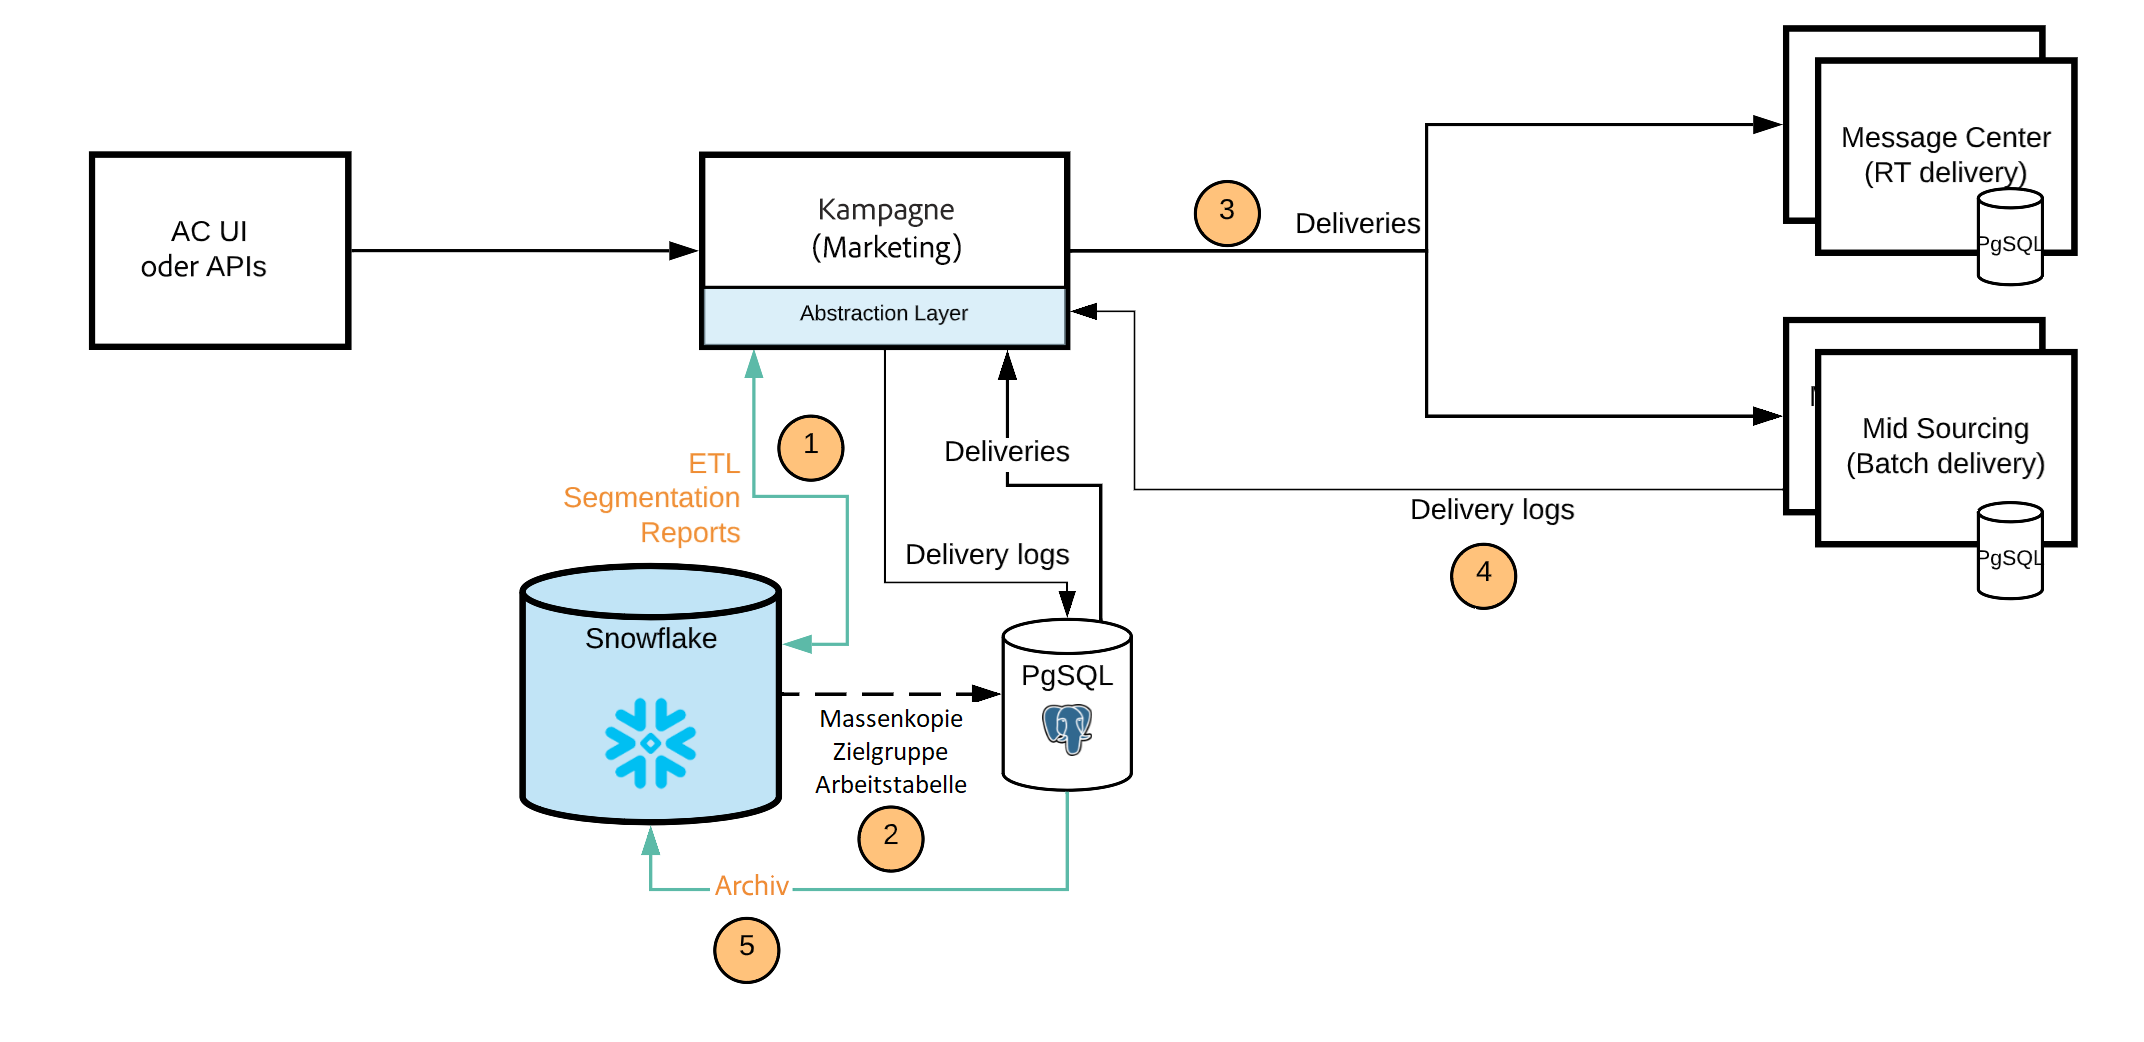 AC UI
oder APIs
Kampagne
(Marketing)
Abstraction Layer
3
Deliveries
Message Center
(RT delivery)
PgSQL
Mid Sourcing
(Batch delivery)
PgSQL
Delivery logs
4
1
ETL
Segmentation
Reports
Deliveries
Delivery logs
Snowflake
PgSQL
Massenkopie
Zielgruppe
Arbeitstabelle
2
Archiv
5